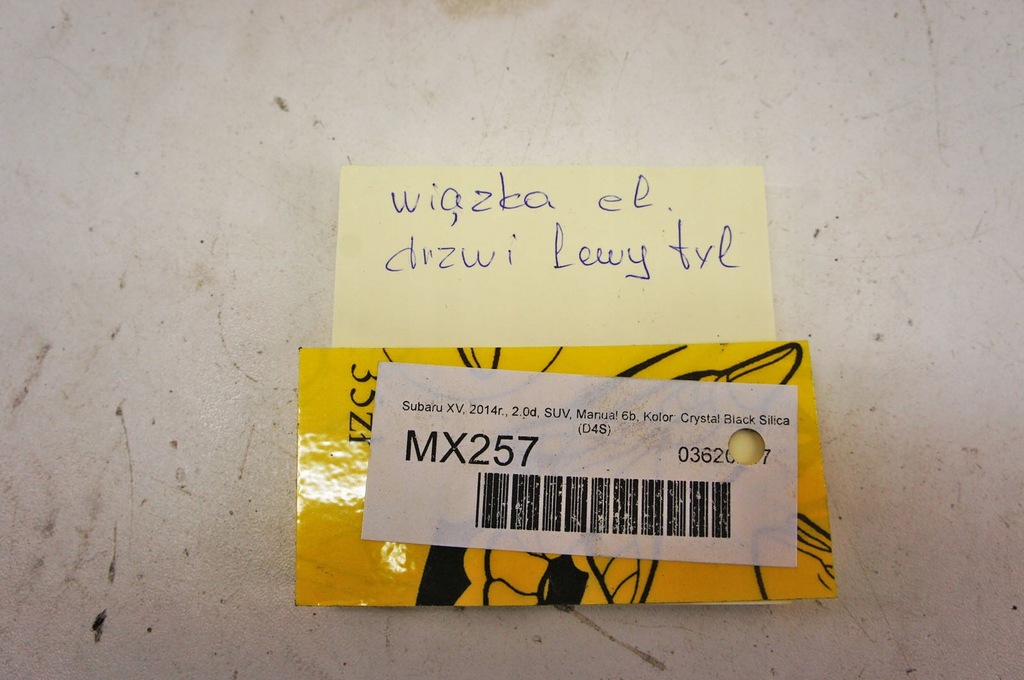 wiązka el.
drzwi lewy tył
Subaru XV, 2014r., 2.0d, SUV, Manual 6b, Kolor: Crystal Black Silica
(D4S)
MX257